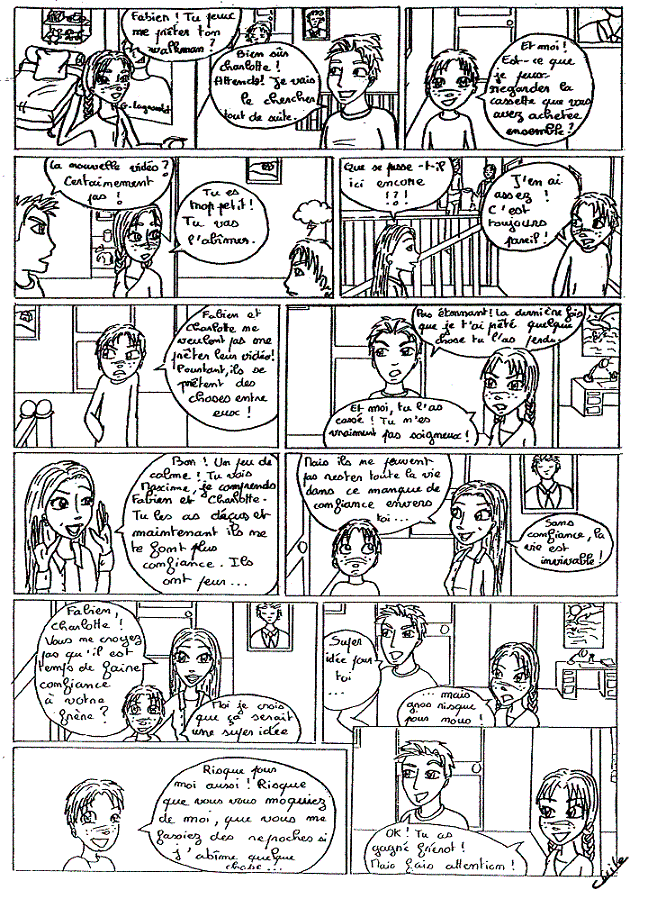 Fabien ! Tu peux
me prêter ton
walkman ?
Bien sûr
charlotte !
Attends! Je vais
le chercher
tout de suite.
Et moi !
Est-ce que
je peux
regarder la
cassette que vous
avez achetée
ensemble ?
La nouvelle vidéo ?
Certainement
pas !
Tu es
trop petit !
Tu vas
l'abîmer.
Que se passe-t-il
ici encore
!?!
J'en ai
assez !
C'est
toujours
pareil !
Fabien et
Charlotte ne
veulent pas me
prêter leur vidéo!
Pourtant, ils se
prêtent des
choses entre
eux !
Pas étonnant! La dernière fois
que je t'ai prêté quelque
chose tu l'as perdu.
Et moi, tu l'as
cassé ! Tu n'es
vraiment pas soigneux !
Bon ! Un peu de
calme ! Tu vois
Maxime, je comprends
Fabien et Charlotte.
Tu les as déçus et
maintenant ils ne
te font plus
confiance. Ils
ont peur ...
Mais ils ne peuvent
pas rester toute la vie
dans ce manque de
confiance envers
toi ...
Sans
confiance, la
vie est
invivable !
Fabien !
Charlotte !
Vous ne croyez
pas qu'il est
temps de faire
confiance
à votre
frère ?
Moi je crois
que ça serait
une super idée
Super
idée pour
toi
...
... mais
gros risque
pour nous !
Risque pour
moi aussi ! Risque
que vous vous moquiez
de moi, que vous me
fassiez des reproches si
j'abîme quelque
chose ...
OK ! Tu as
gagné frérot !
Mais fais attention !